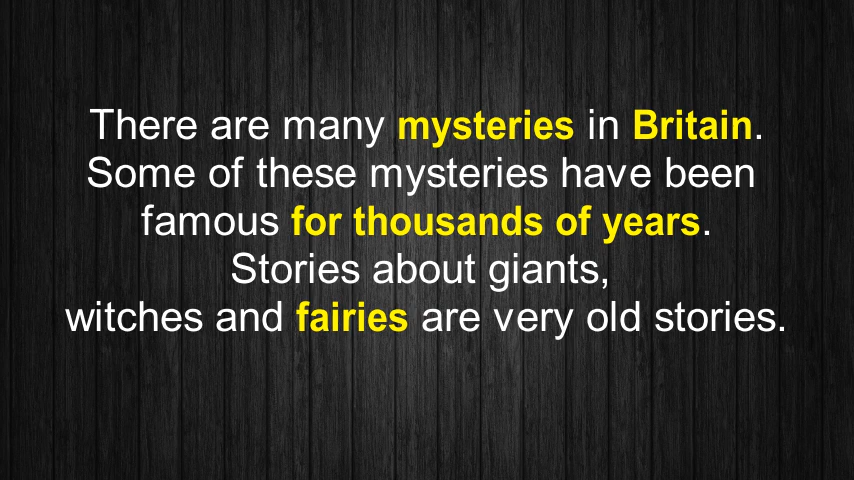 There are many mysteries in Britain.
Some of these mysteries have been
famous for thousands of years.
Stories about giants,
witches and fairies are very old stories.